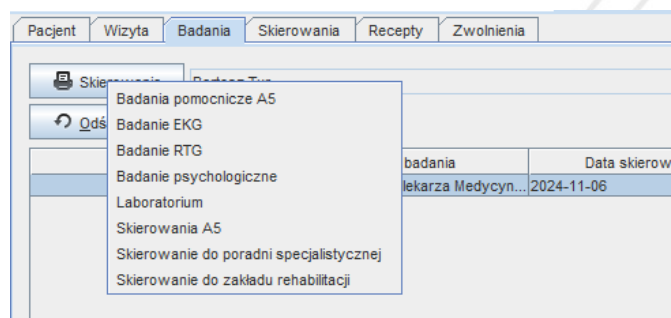 Pacjent Wizyta Badania Skierowania Recepty Zwolnienia
Badania pomocnicze A5
Badanie EKG
Badanie RTG
Badanie psychologiczne
Laboratorium
Skierowania A5
Skierowanie do poradni specjalistycznej
Skierowanie do zakładu rehabilitacji
badania Data skierow
lekarza Medycyn... 2024-11-06